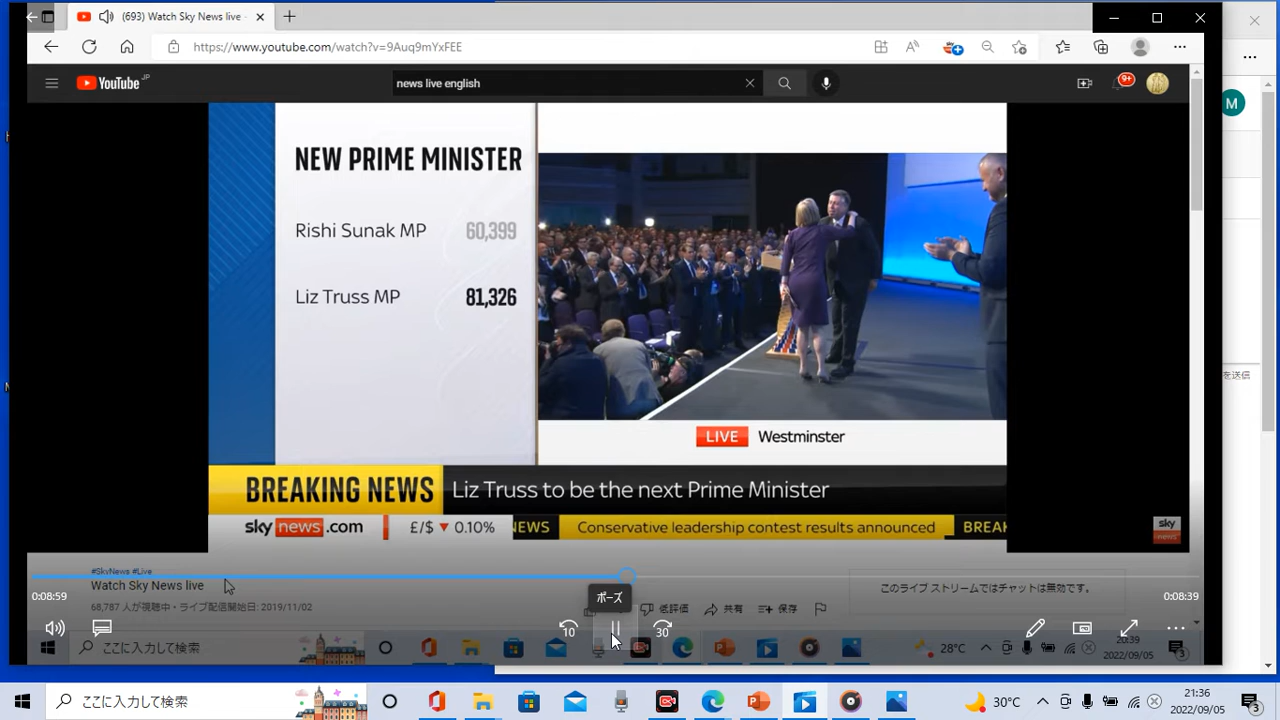 (693) Watch Sky News live -
https://www.youtube.com/watch?v=9Auq9mYxFEE
YouTube JP
news live english
9+
M
NEW PRIME MINISTER
Rishi Sunak MP 60,399
Liz Truss MP 81,326
LIVE Westminster
BREAKING NEWS Liz Truss to be the next Prime Minister
sky news.com £/$ ▼ 0.10% NEWS Conservative leadership contest results announced BREAK
sky news
を送信
#SkyNews #Live
Watch Sky News live
68,787 人が視聴中・ライブ配信開始日: 2019/11/02
低評価 共有 保存
このライブ ストリームではチャットは無効です。
0:08:59
ポーズ
0:08:39
10
30
ここに入力して検索
28°C
20:39
2022/09/05
3
ここに入力して検索
30°C
21:36
2022/09/05
3